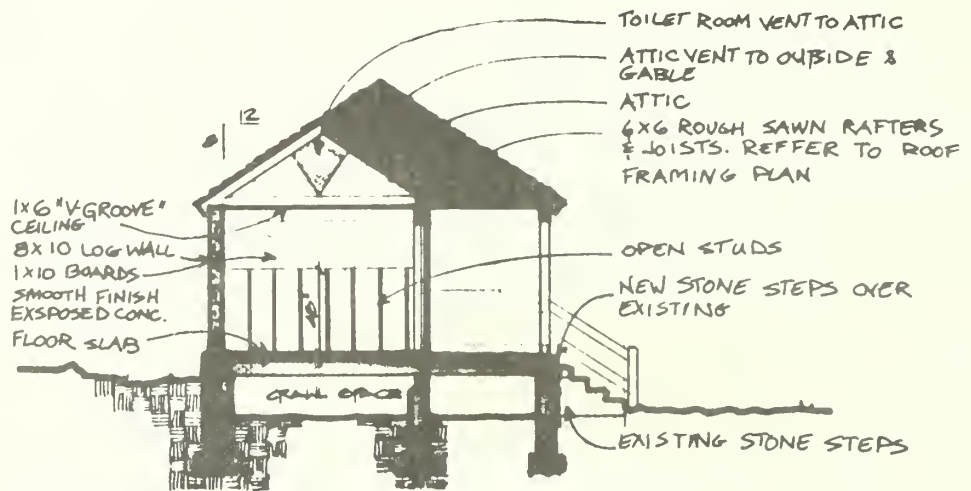 TOILET ROOM VENT TO ATTIC
ATTIC VENT TO OUTSIDE &
GABLE
ATTIC
6X6 ROUGH SAWN RAFTERS
& JOISTS. REFFER TO ROOF
FRAMING PLAN
12
1X6 "V-GROOVE"
CEILING
8X10 LOG WALL
1X10 BOARDS
SMOOTH FINISH
EXSPOSED CONC.
FLOOR SLAB
OPEN STUDS
NEW STONE STEPS OVER
EXISTING
CRAWL SPACE
EXISTING STONE STEPS